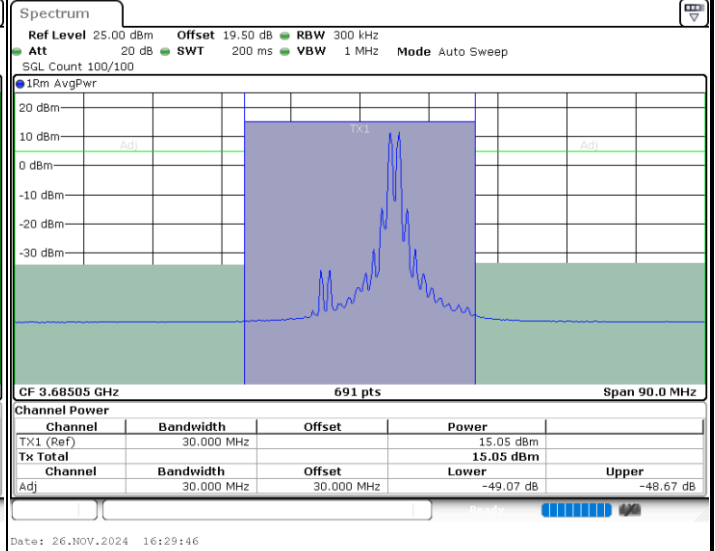 Spectrum
Ref Level 25.00 dBm Offset 19.50 dB RBW 300 kHz
Att 20 dB SWT 200 ms VBW 1 MHz Mode Auto Sweep
SGL Count 100/100
1Rm AvgPwr
20 dBm
TX1
10 dBm
Adj Adj
0 dBm
-10 dBm
-20 dBm
-30 dBm
CF 3.68505 GHz 691 pts Span 90.0 MHz
Channel Power
Channel Bandwidth Offset Power
TX1 (Ref) 30.000 MHz 15.05 dBm
Tx Total 15.05 dBm
Channel Bandwidth Offset Lower Upper
Adj 30.000 MHz 30.000 MHz -49.07 dB -48.67 dB
Ready
Date: 26.NOV.2024 16:29:46